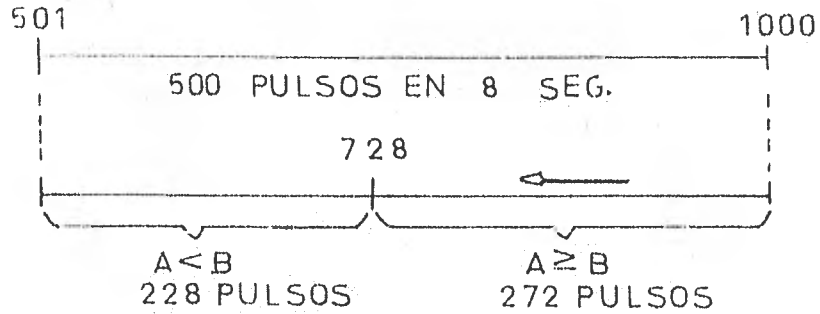 501 1000
500 PULSOS EN 8 SEG.
728
A < B A ≥ B
228 PULSOS 272 PULSOS